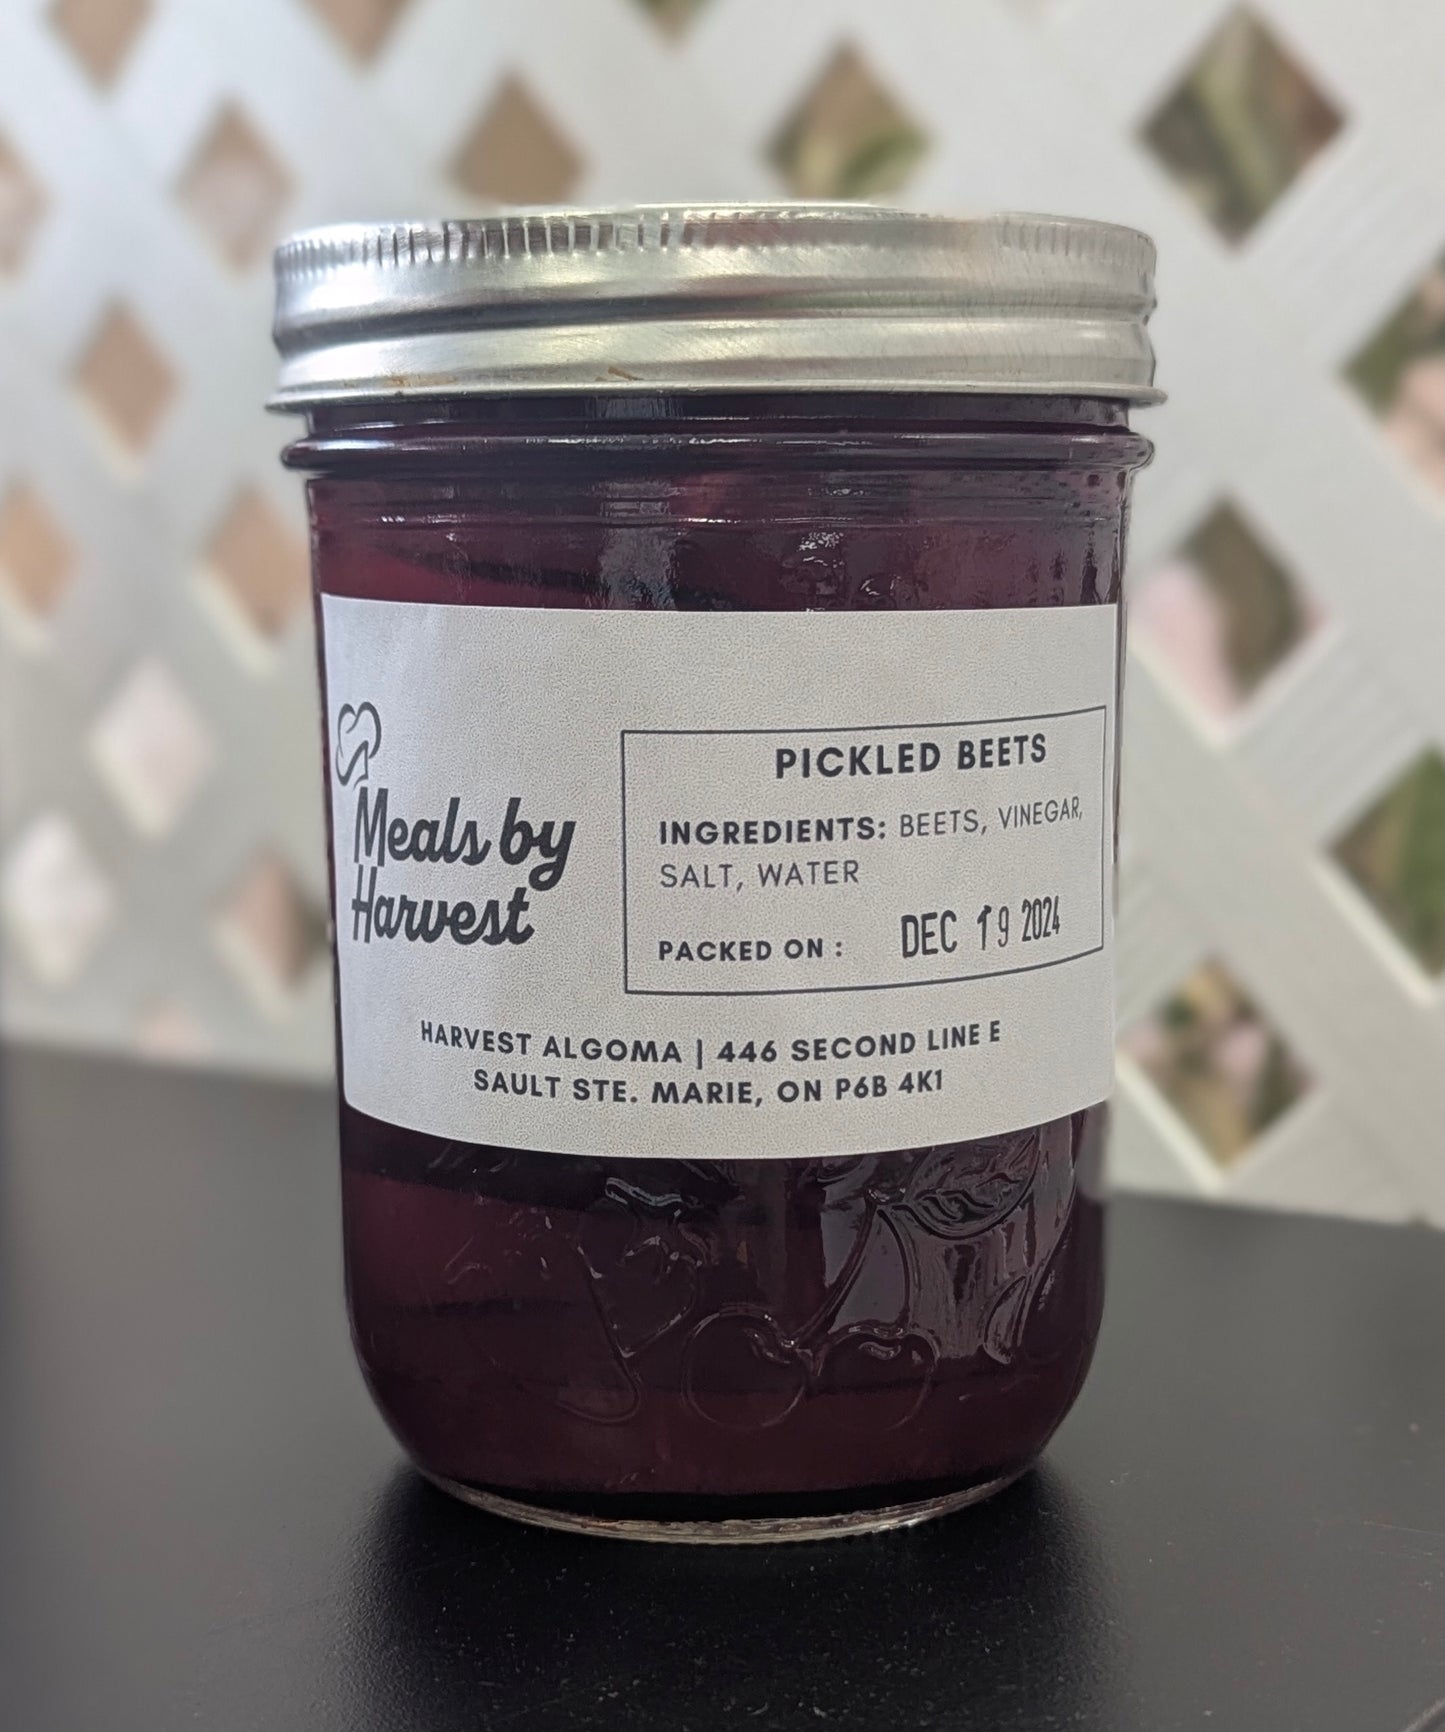 Meals by
Harvest
PICKLED BEETS
INGREDIENTS: BEETS, VINEGAR,
SALT, WATER
PACKED ON : DEC 19 2024
HARVEST ALGOMA | 446 SECOND LINE E
SAULT STE. MARIE, ON P6B 4K1